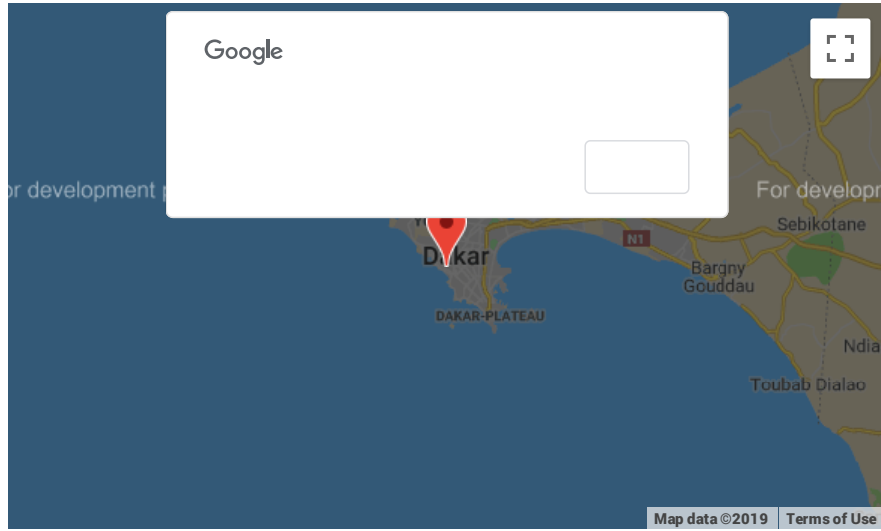 Google
or development p
For developm
Sebikotane
N1
Dakar
Bargny
Gouddau
DAKAR-PLATEAU
Ndia
Toubab Dialao
Map data ©2019
Terms of Use